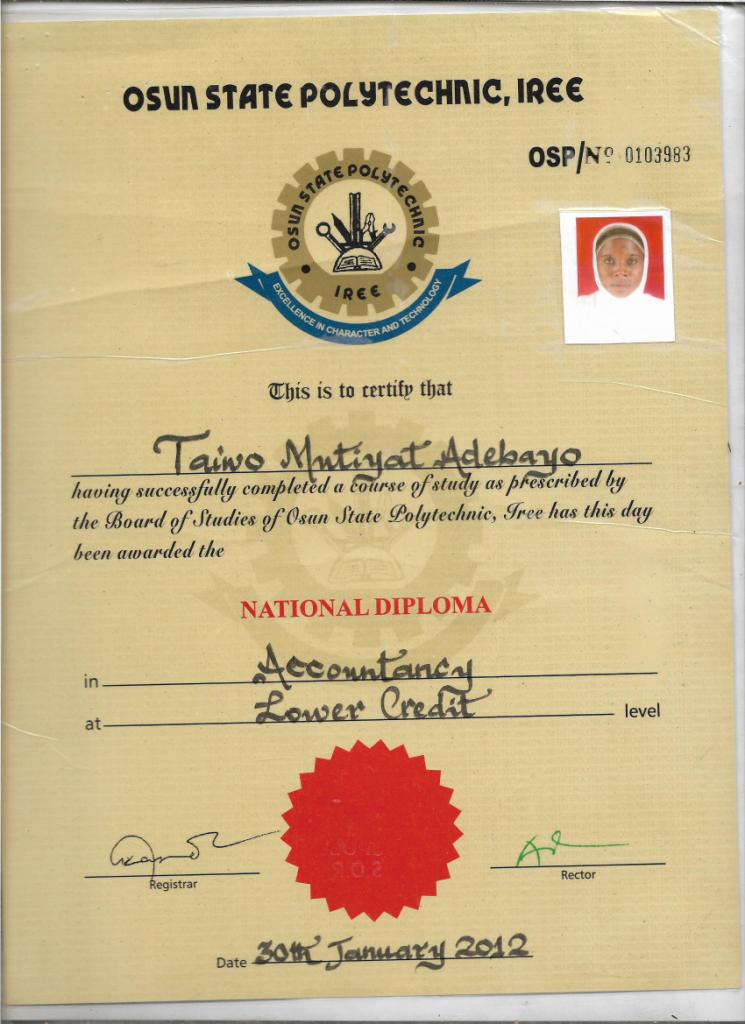 OSUN STATE POLYTECHNIC, IREE
OSP/Nº 0103983
OSUN STATE POLYTECHNIC
IREE
EXCELLENCE IN CHARACTER AND TECHNOLOGY
This is to certify that
Taiwo Mutiyat Adebayo
having successfully completed a course of study as prescribed by
the Board of Studies of Osun State Polytechnic, Iree has this day
been awarded the
NATIONAL DIPLOMA
in Accountancy
at Lower Credit level
Registrar
Rector
Date 30th January 2012